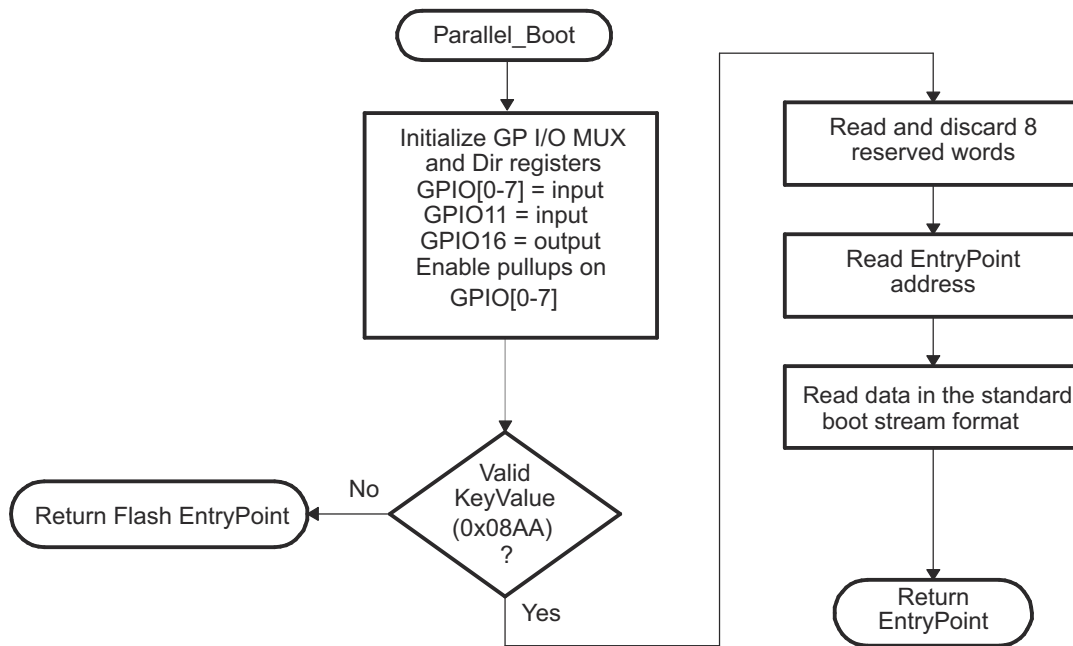 Parallel_Boot
Initialize GP I/O MUX
and Dir registers
GPIO[0-7] = input
GPIO11 = input
GPIO16 = output
Enable pullups on
GPIO[0-7]
Valid
KeyValue
(0x08AA)
?
No
Return Flash EntryPoint
Yes
Read and discard 8
reserved words
Read EntryPoint
address
Read data in the standard
boot stream format
Return
EntryPoint